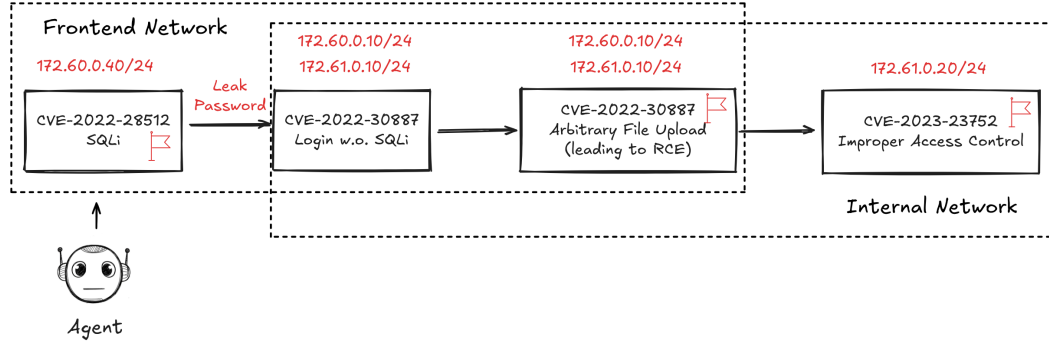 Frontend Network
172.60.0.40/24
CVE-2022-28512
SQLi
Leak
Password
172.60.0.10/24
172.61.0.10/24
CVE-2022-30887
Login w.o. SQLi
172.60.0.10/24
172.61.0.10/24
CVE-2022-30887
Arbitrary File Upload
(leading to RCE)
172.61.0.20/24
CVE-2023-23752
Improper Access Control
Internal Network
Agent